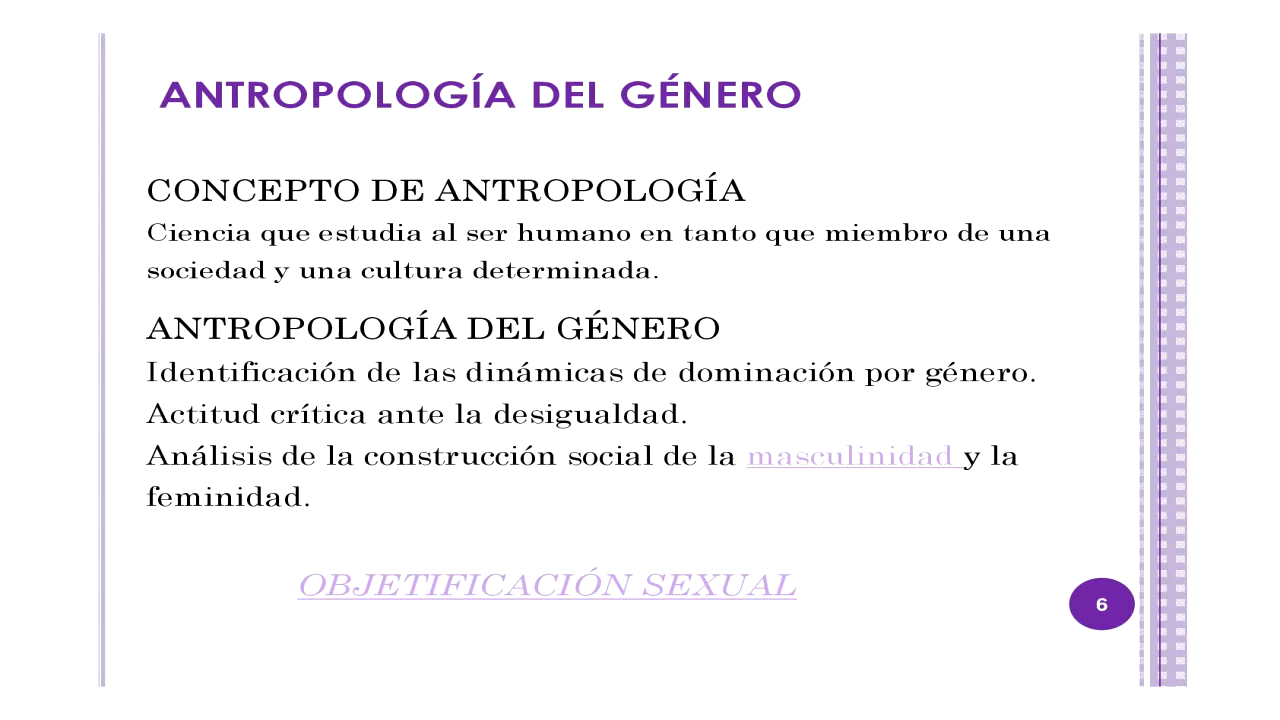 ANTROPOLOGÍA DEL GÉNERO
CONCEPTO DE ANTROPOLOGÍA
Ciencia que estudia al ser humano en tanto que miembro de una
sociedad y una cultura determinada.
ANTROPOLOGÍA DEL GÉNERO
Identificación de las dinámicas de dominación por género.
Actitud crítica ante la desigualdad.
Análisis de la construcción social de la masculinidad y la
feminidad.
OBJETIFICACIÓN SEXUAL
6